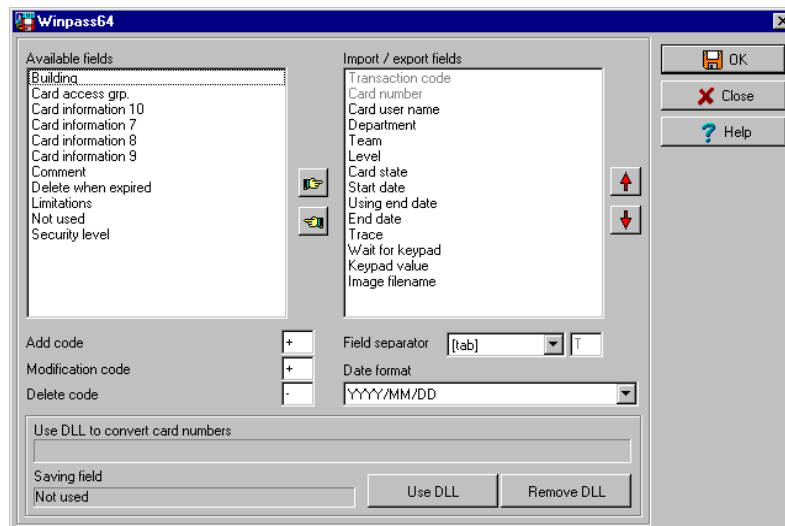 Winpass64
Available fields
Building
Card access grp.
Card information 10
Card information 7
Card information 8
Card information 9
Comment
Delete when expired
Limitations
Not used
Security level
Import / export fields
Transaction code
Card number
Card user name
Department
Team
Level
Card state
Start date
Using end date
End date
Trace
Wait for keypad
Keypad value
Image filename
OK
Close
? Help
Add code +
Modification code +
Delete code -
Field separator [tab] T
Date format
YYYY/MM/DD
Use DLL to convert card numbers
Saving field
Not used
Use DLL
Remove DLL